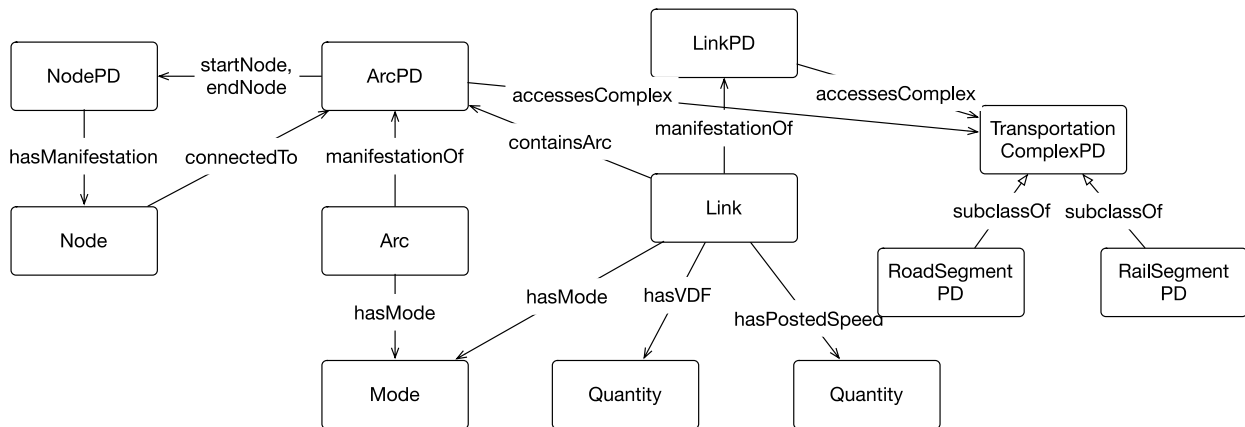 LinkPD
NodePD
startNode,
endNode
ArcPD
accessesComplex
accessesComplex
Transportation
ComplexPD
hasManifestation
connectedTo
manifestationOf
containsArc
manifestationOf
Node
Arc
Link
subclassOf
subclassOf
RoadSegment
PD
RailSegment
PD
hasMode
hasMode
hasVDF
hasPostedSpeed
Mode
Quantity
Quantity